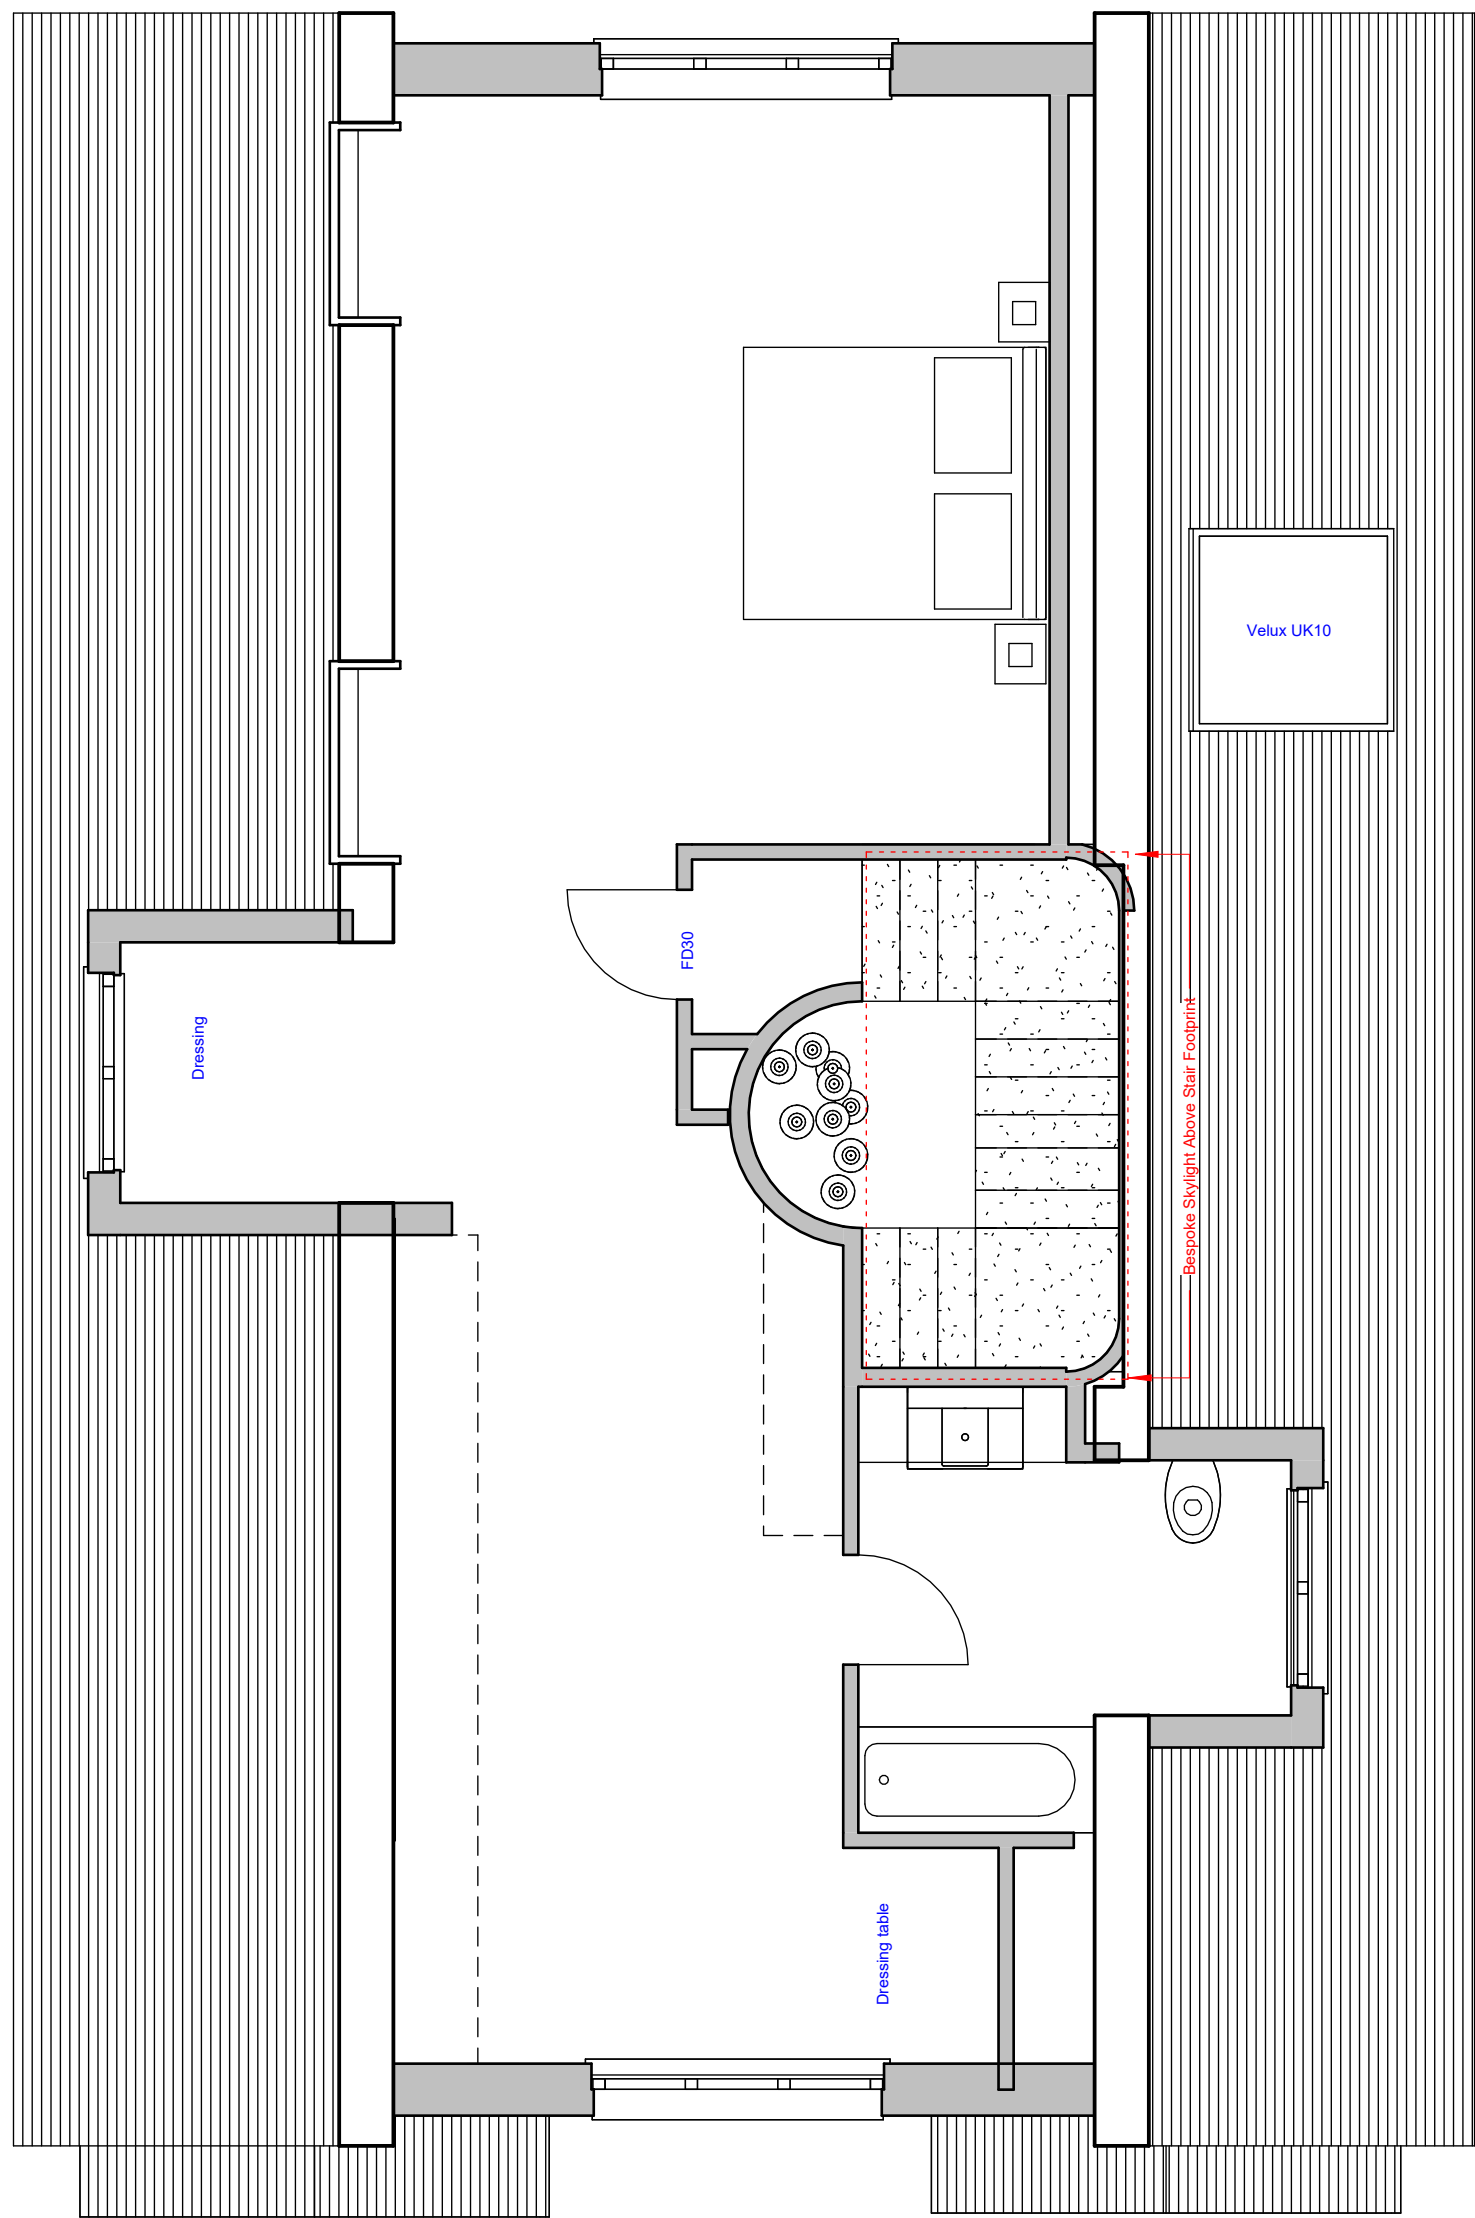 Velux UK10
FD30
Dressing
Bespoke Skylight Above Stair Footprint
Dressing table